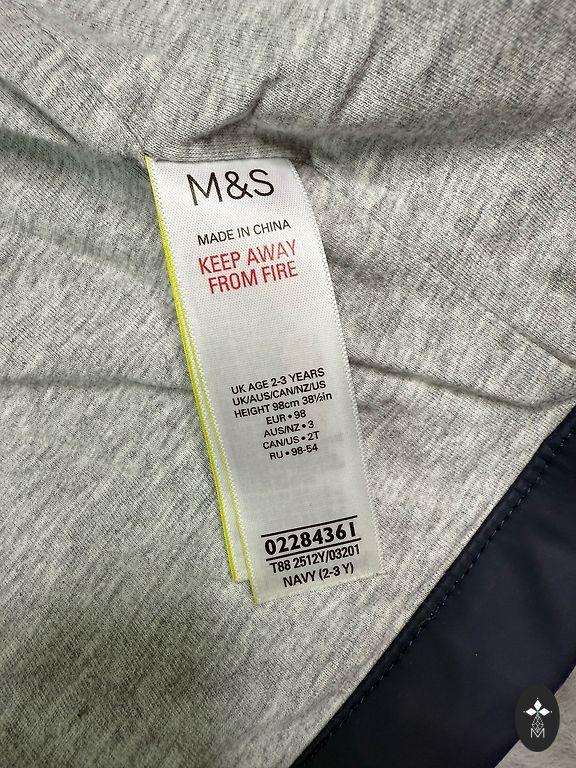 M&S
MADE IN CHINA
KEEP AWAY
FROM FIRE
UK AGE 2-3 YEARS
UK/AUS/CAN/NZ/US
HEIGHT 98cm 38½in
EUR • 98
AUS/NZ • 3
CAN/US • 2T
RU • 98-54
02284361
T88 2512Y/03201
NAVY (2-3 Y)
M